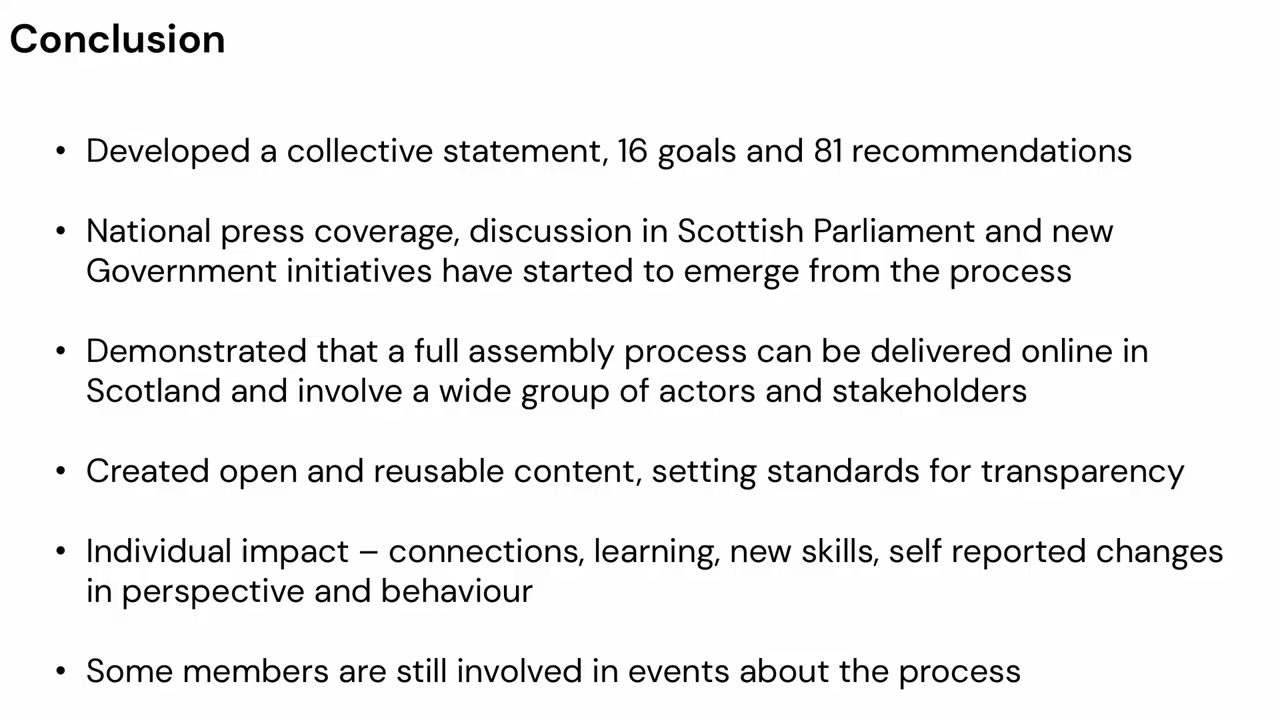 Conclusion
• Developed a collective statement, 16 goals and 81 recommendations
• National press coverage, discussion in Scottish Parliament and new
Government initiatives have started to emerge from the process
• Demonstrated that a full assembly process can be delivered online in
Scotland and involve a wide group of actors and stakeholders
• Created open and reusable content, setting standards for transparency
• Individual impact – connections, learning, new skills, self reported changes
in perspective and behaviour
• Some members are still involved in events about the process